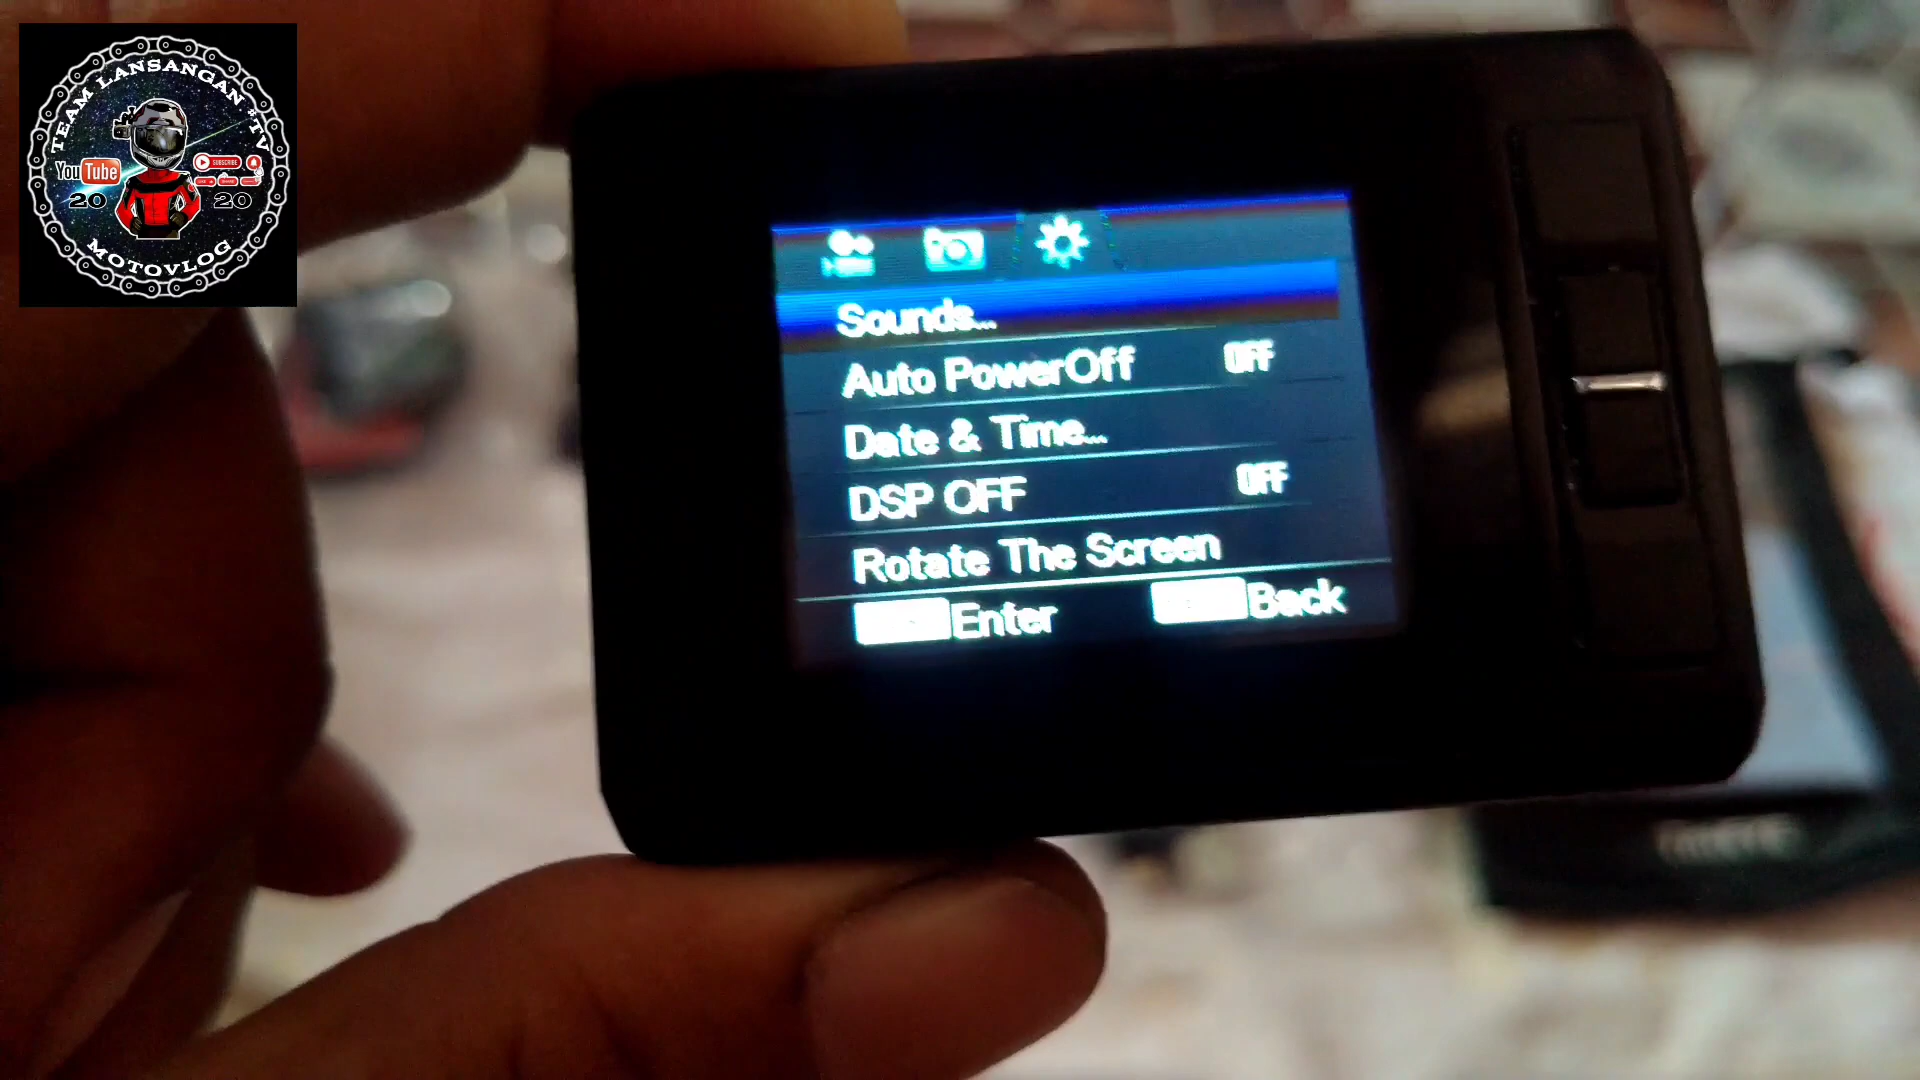 TEAM LANSANGAN #TV
YouTube
SUBSCRIBE
20 20
MOTOVLOG
Sounds...
Auto PowerOff OFF
Date & Time...
DSP OFF OFF
Rotate The Screen
Enter Back